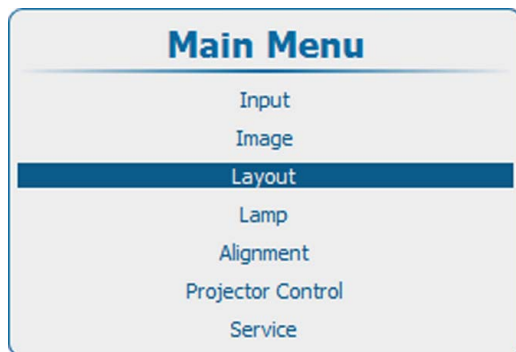 Main Menu
Input
Image
Layout
Lamp
Alignment
Projector Control
Service